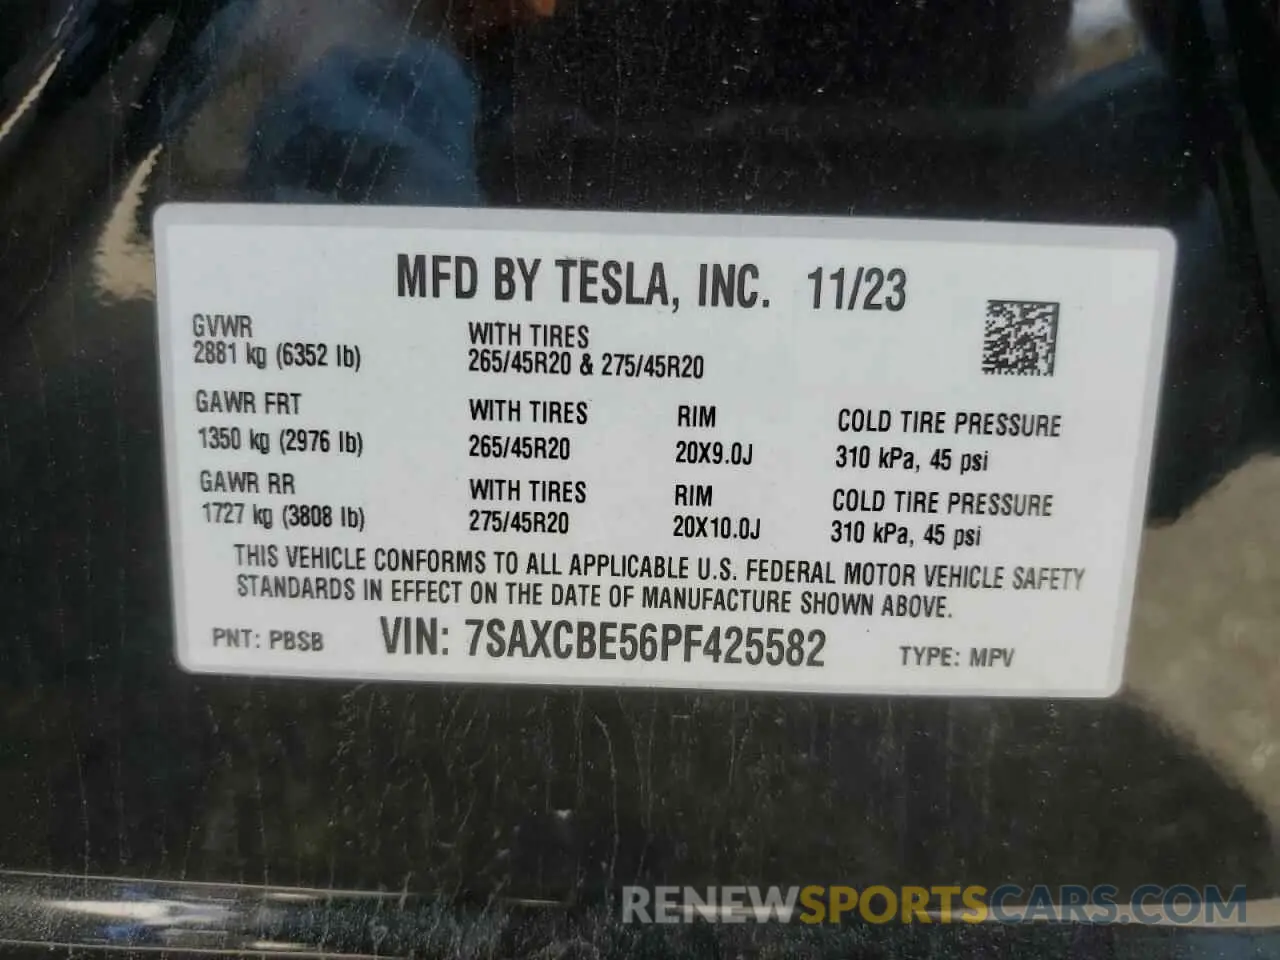 MFD BY TESLA, INC. 11/23
GVWR WITH TIRES
2881 kg (6352 lb) 265/45R20 & 275/45R20
GAWR FRT WITH TIRES RIM COLD TIRE PRESSURE
1350 kg (2976 lb) 265/45R20 20X9.0J 310 kPa, 45 psi
GAWR RR WITH TIRES RIM COLD TIRE PRESSURE
1727 kg (3808 lb) 275/45R20 20X10.0J 310 kPa, 45 psi
THIS VEHICLE CONFORMS TO ALL APPLICABLE U.S. FEDERAL MOTOR VEHICLE SAFETY
STANDARDS IN EFFECT ON THE DATE OF MANUFACTURE SHOWN ABOVE.
PNT: PBSB VIN: 7SAXCBE56PF425582 TYPE: MPV
RENEWSPORTSCARS.COM